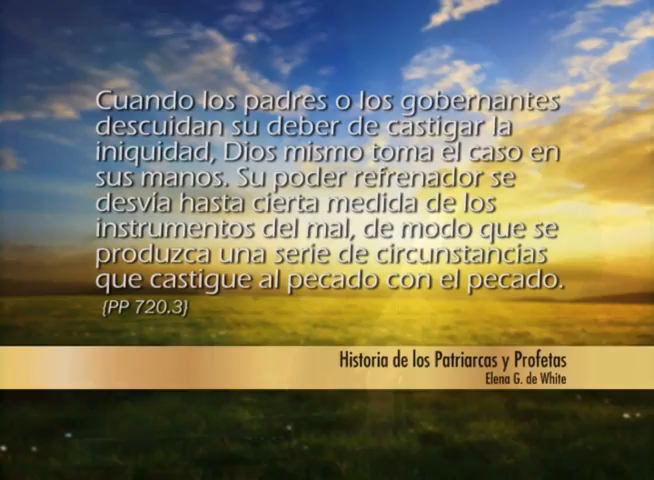 Cuando los padres o los gobernantes
descuidan su deber de castigar la
iniquidad, Dios mismo toma el caso en
sus manos. Su poder refrenador se
desvía hasta cierta medida de los
instrumentos del mal, de modo que se
produzca una serie de circunstancias
que castigue al pecado con el pecado.
{PP 720.3}
Historia de los Patriarcas y Profetas
Elena G. de White